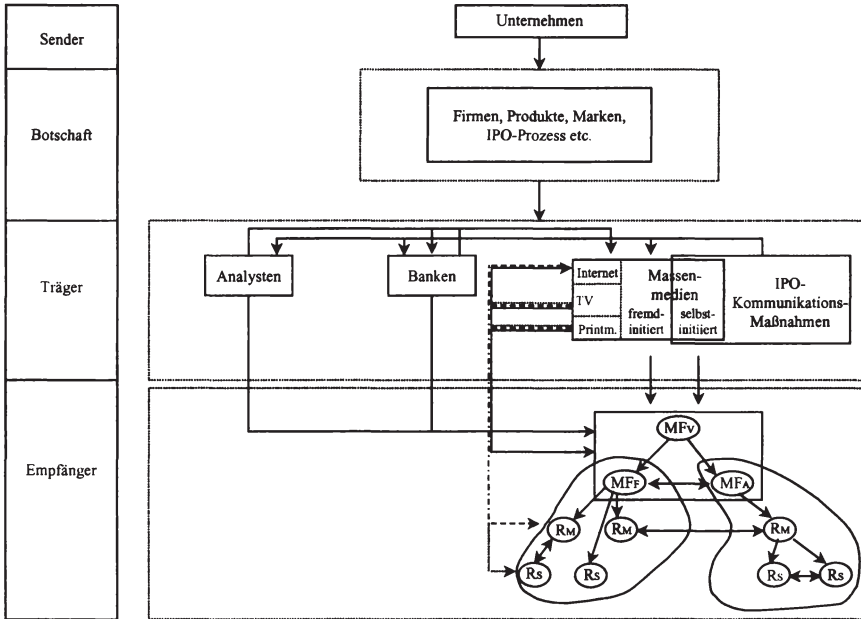 Sender
Unternehmen
Botschaft
Firmen, Produkte, Marken,
IPO-Prozess etc.
Träger
Analysten
Banken
Internet
TV
Printm.
Massen-
medien
fremd-
initiiert
selbst-
initiiert
IPO-
Kommunikations-
Maßnahmen
Empfänger
MFV
MFF
MFA
RM
RM
RM
RS
RS
RS
RS